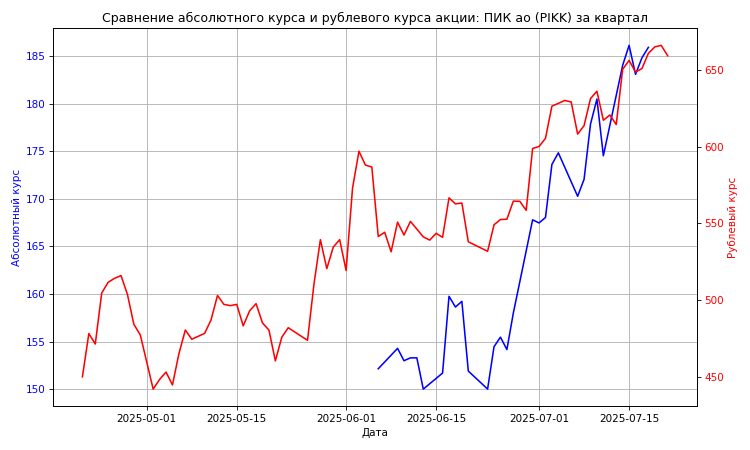 Сравнение абсолютного курса и рублевого курса акции: ПИК ао (PIKK) за квартал
185
180
175
170
165
160
155
150
Абсолютный курс
650
600
550
500
450
Рублевый курс
2025-05-01 2025-05-15 2025-06-01 2025-06-15 2025-07-01 2025-07-15
Дата